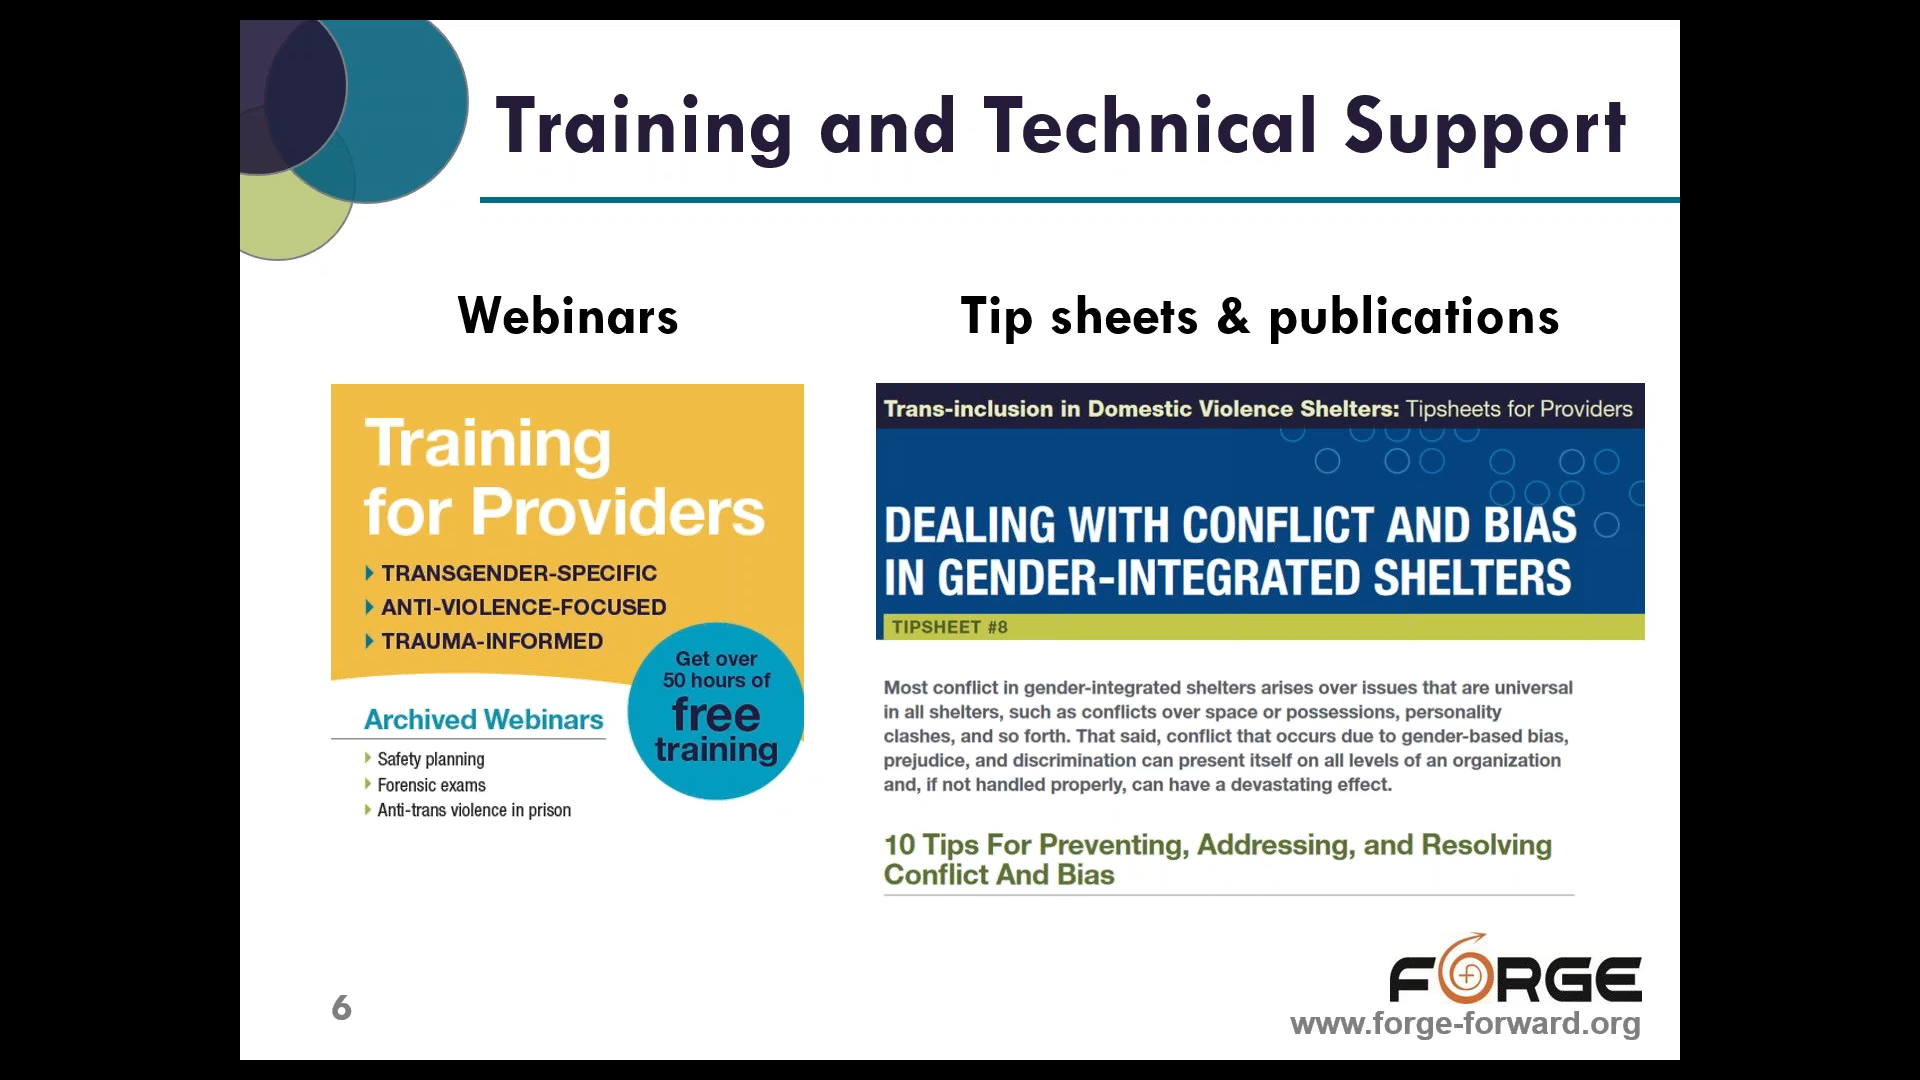 Training and Technical Support
Webinars
Training
for Providers
TRANSGENDER-SPECIFIC
ANTI-VIOLENCE-FOCUSED
TRAUMA-INFORMED
Get over
50 hours of
free
training
Archived Webinars
Safety planning
Forensic exams
Anti-trans violence in prison
Tip sheets & publications
Trans-inclusion in Domestic Violence Shelters: Tipsheets for Providers
DEALING WITH CONFLICT AND BIAS
IN GENDER-INTEGRATED SHELTERS
TIPSHEET #8
Most conflict in gender-integrated shelters arises over issues that are universal
in all shelters, such as conflicts over space or possessions, personality
clashes, and so forth. That said, conflict that occurs due to gender-based bias,
prejudice, and discrimination can present itself on all levels of an organization
and, if not handled properly, can have a devastating effect.
10 Tips For Preventing, Addressing, and Resolving
Conflict And Bias
6
FORGE
www.forge-forward.org